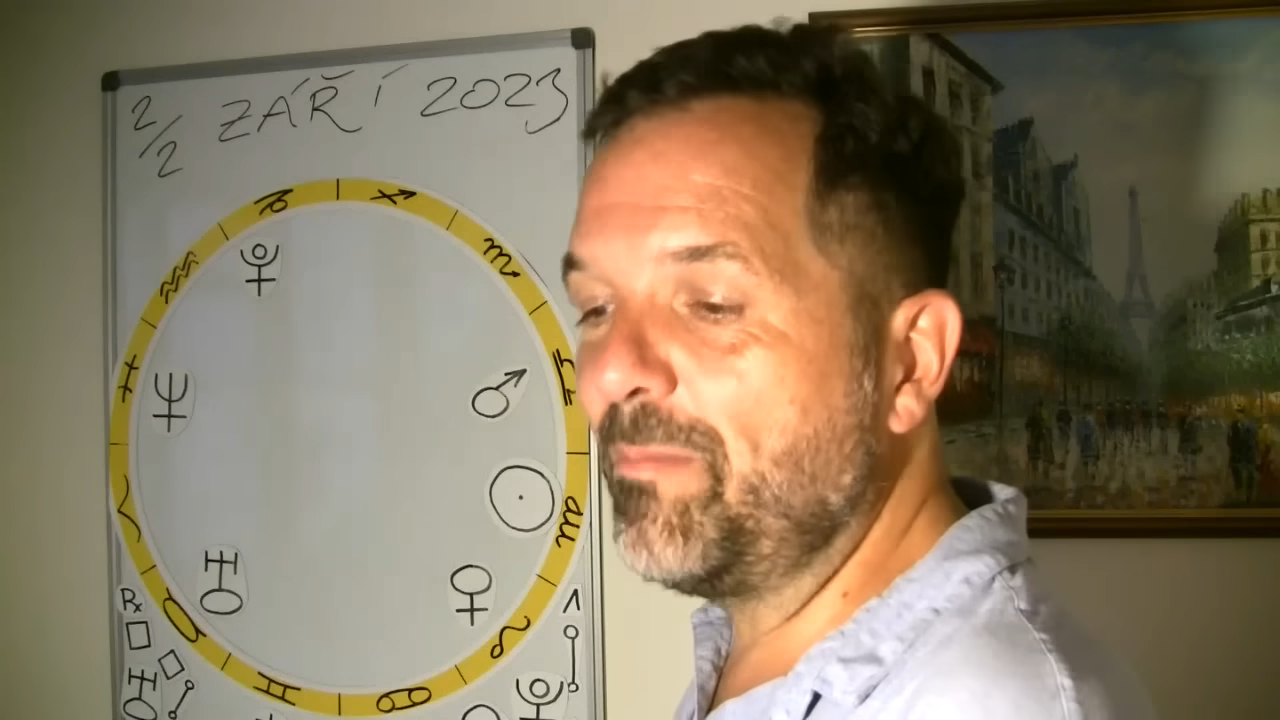 2/2 ZÁŘÍ 2023
♑ ♐
♒ ♇ ♏
♓ ♆ ♂ ♎
♈ ☉ ♍
♅ ♀
℞ ♉ ♌
♊ ♋